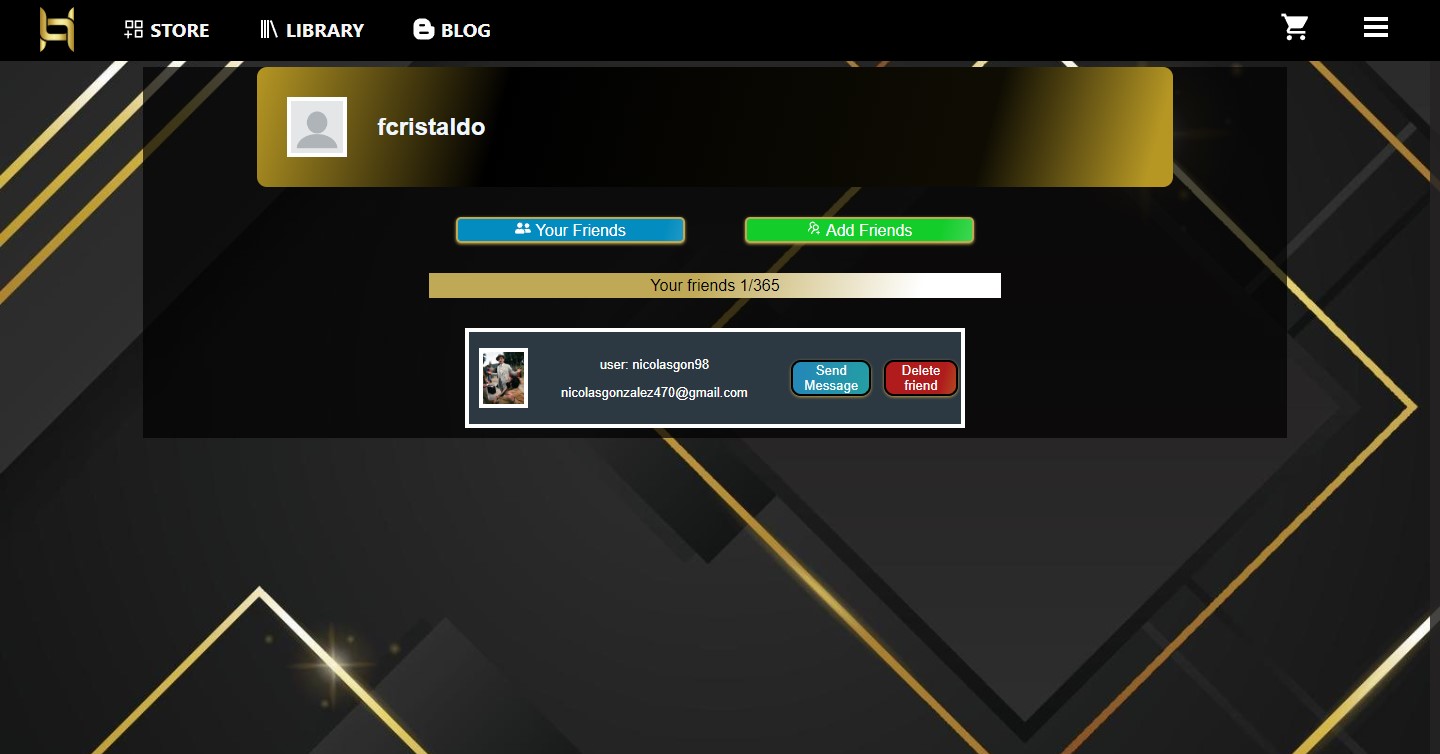 STORE LIBRARY BLOG
fcristaldo
Your Friends Add Friends
Your friends 1/365
user: nicolasgon98
nicolasgonzalez470@gmail.com
Send Message
Delete friend